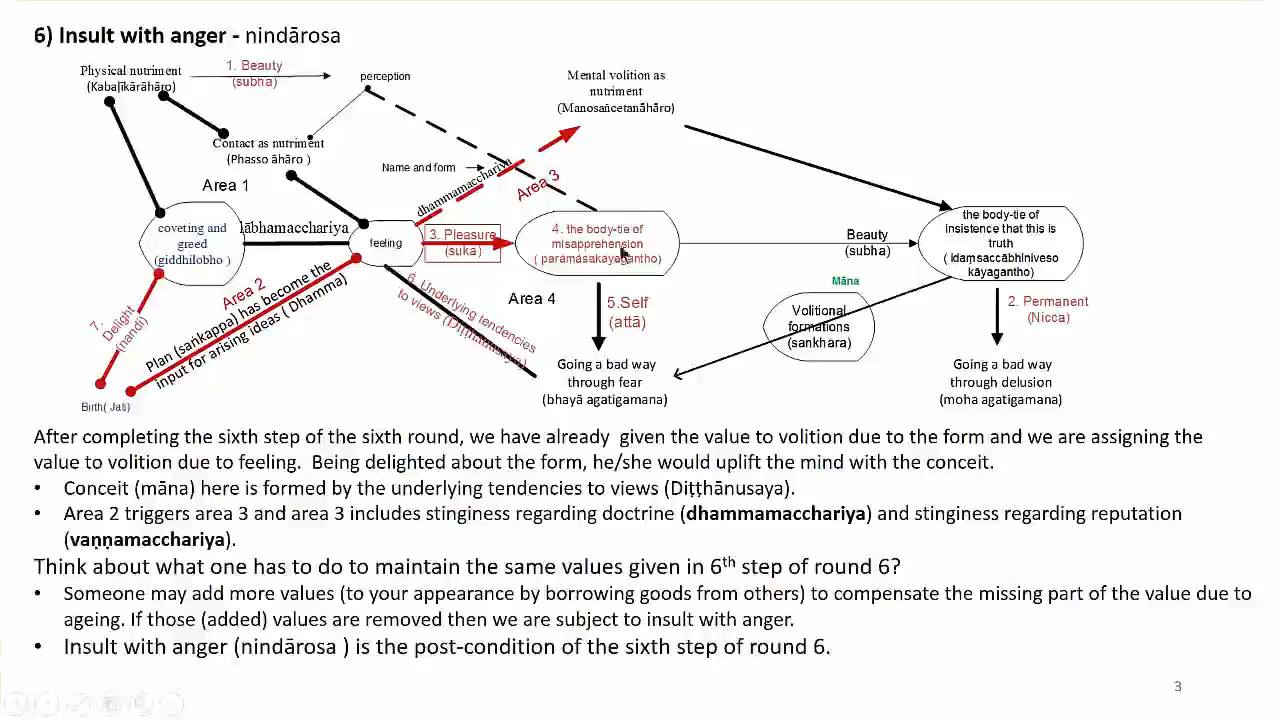 6) Insult with anger - nindārosa
Physical nutriment
(Kabaḷīkārāhāro)
1. Beauty
(subha)
perception
Mental volition as
nutriment
(Manosañcetanāhāro)
Contact as nutriment
(Phasso āhāro )
Name and form
dhammamacchariya
Area 3
Area 1
coveting and
greed
(giddhilobho )
lābhamacchariya
feeling
3. Pleasure
(suka)
4. the body-tie of
misapprehension
( parāmāsakāyagantho)
Beauty
(subha)
the body-tie of
insistence that this is
truth
( Idaṃsaccābhiniveso
kāyagantho)
Area 2
Plan (saṅkappa) has become the
input for arising ideas ( Dhamma)
7. Delight
(nandi)
6. Underlying tendencies
to views (Diṭṭhānusaya)
Area 4
5.Self
(attā)
Māna
Volitional
formations
(sankhāra)
2. Permanent
(Nicca)
Birth( Jati)
Going a bad way
through fear
(bhayā agatigamana)
Going a bad way
through delusion
(moha agatigamana)
After completing the sixth step of the sixth round, we have already given the value to volition due to the form and we are assigning the
value to volition due to feeling. Being delighted about the form, he/she would uplift the mind with the conceit.
• Conceit (māna) here is formed by the underlying tendencies to views (Diṭṭhānusaya).
• Area 2 triggers area 3 and area 3 includes stinginess regarding doctrine (dhammamacchariya) and stinginess regarding reputation
(vaṇṇamacchariya).
Think about what one has to do to maintain the same values given in 6th step of round 6?
• Someone may add more values (to your appearance by borrowing goods from others) to compensate the missing part of the value due to
ageing. If those (added) values are removed then we are subject to insult with anger.
• Insult with anger (nindārosa ) is the post-condition of the sixth step of round 6.
3